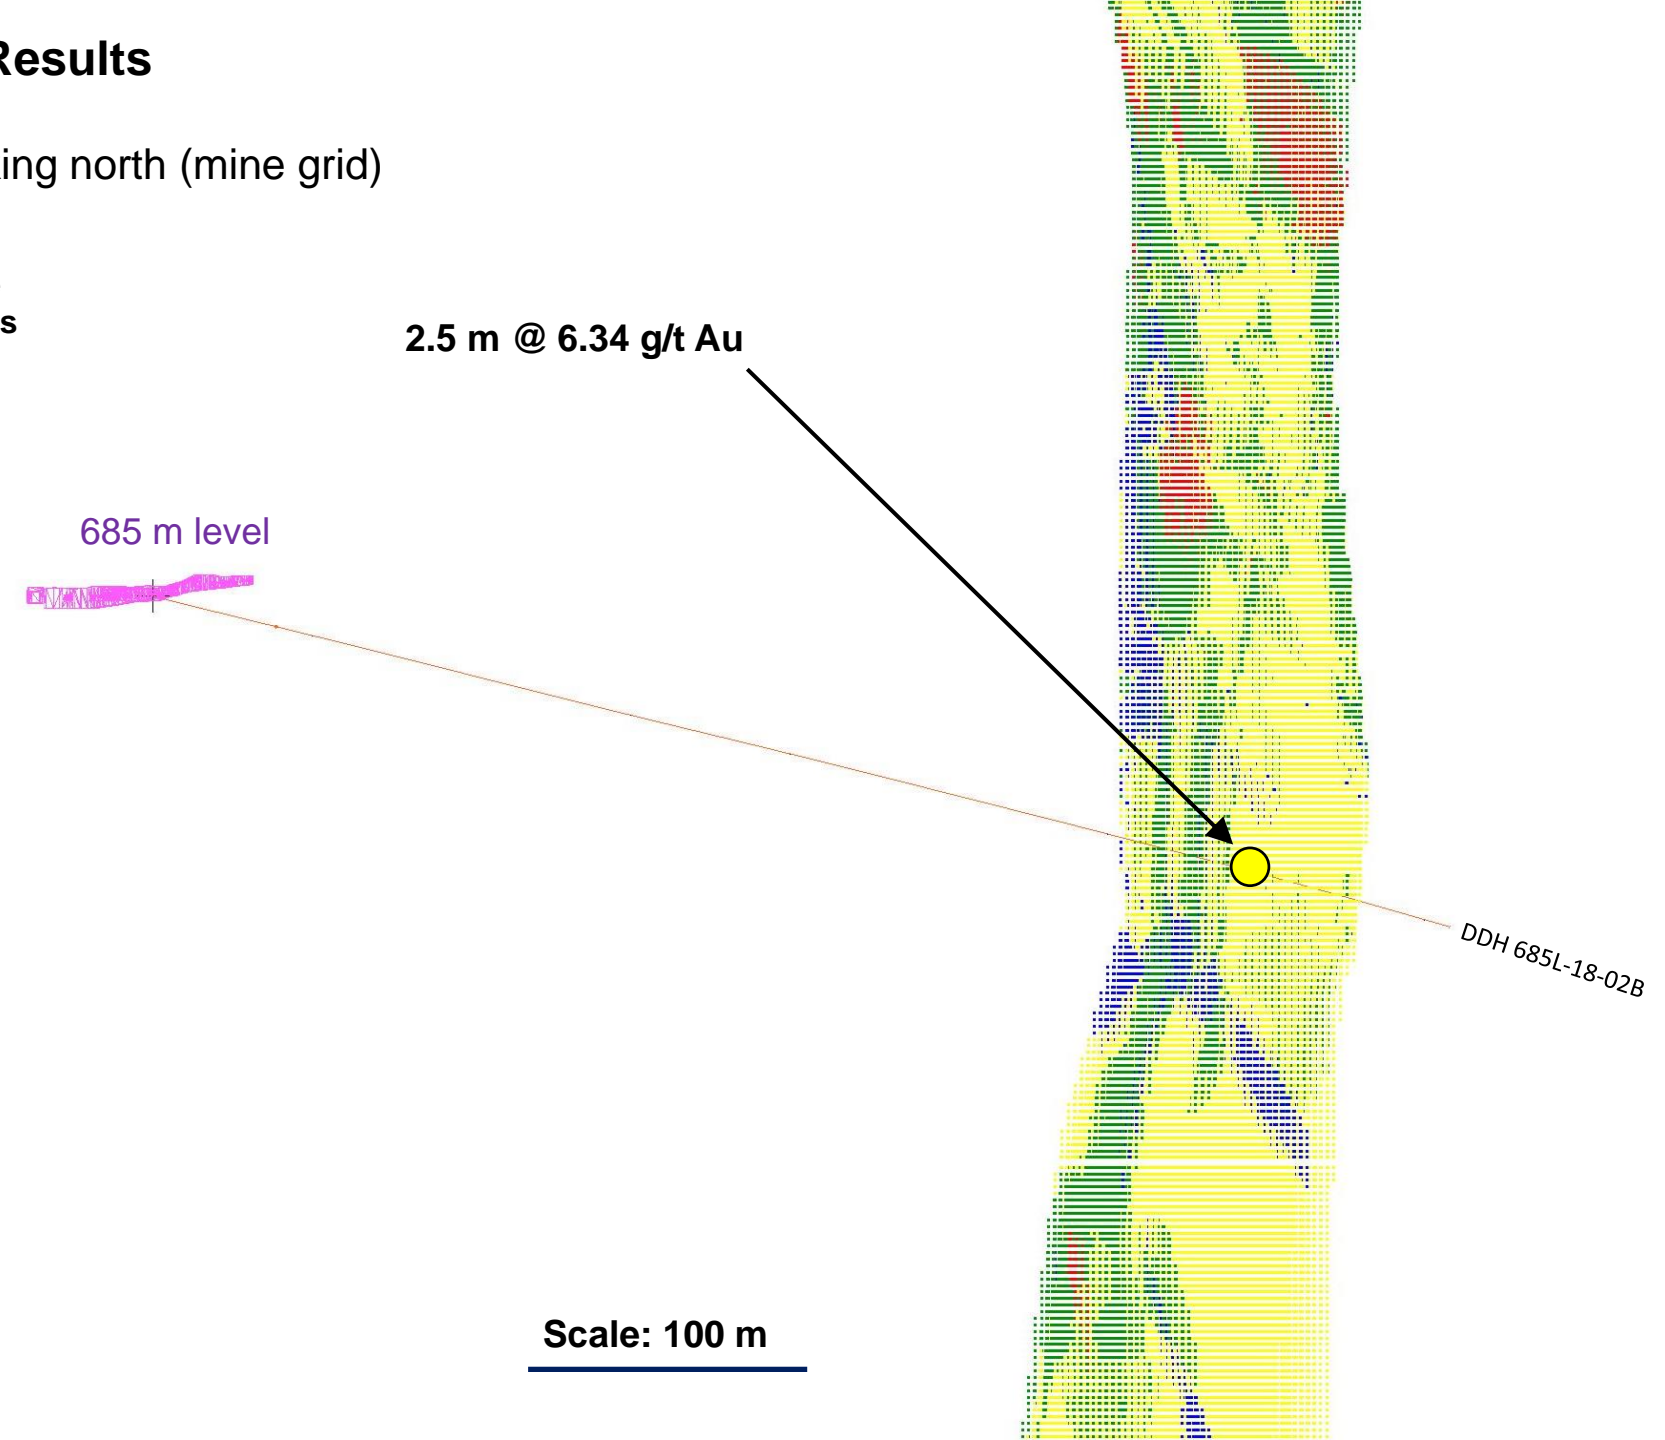 Results
ing north (mine grid)
s
2.5 m @ 6.34 g/t Au
685 m level
DDH 685L-18-02B
Scale: 100 m